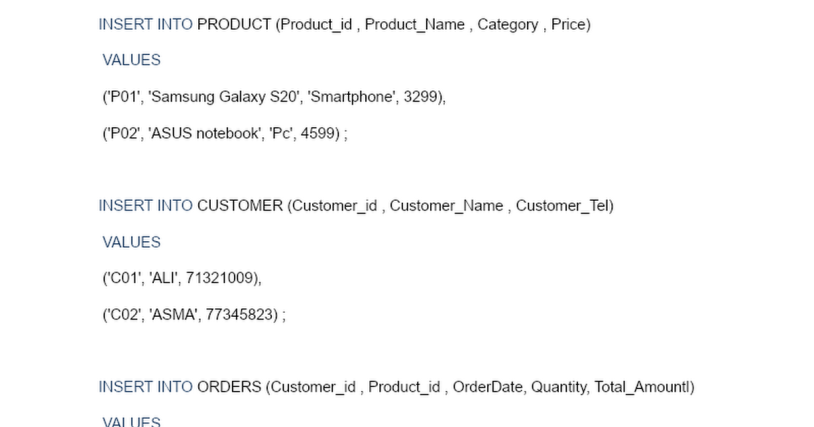 INSERT INTO PRODUCT (Product_id , Product_Name , Category , Price)
VALUES
('P01', 'Samsung Galaxy S20', 'Smartphone', 3299),
('P02', 'ASUS notebook', 'Pc', 4599) ;
INSERT INTO CUSTOMER (Customer_id , Customer_Name , Customer_Tel)
VALUES
('C01', 'ALI', 71321009),
('C02', 'ASMA', 77345823) ;
INSERT INTO ORDERS (Customer_id , Product_id , OrderDate, Quantity, Total_Amountl)
VALUES